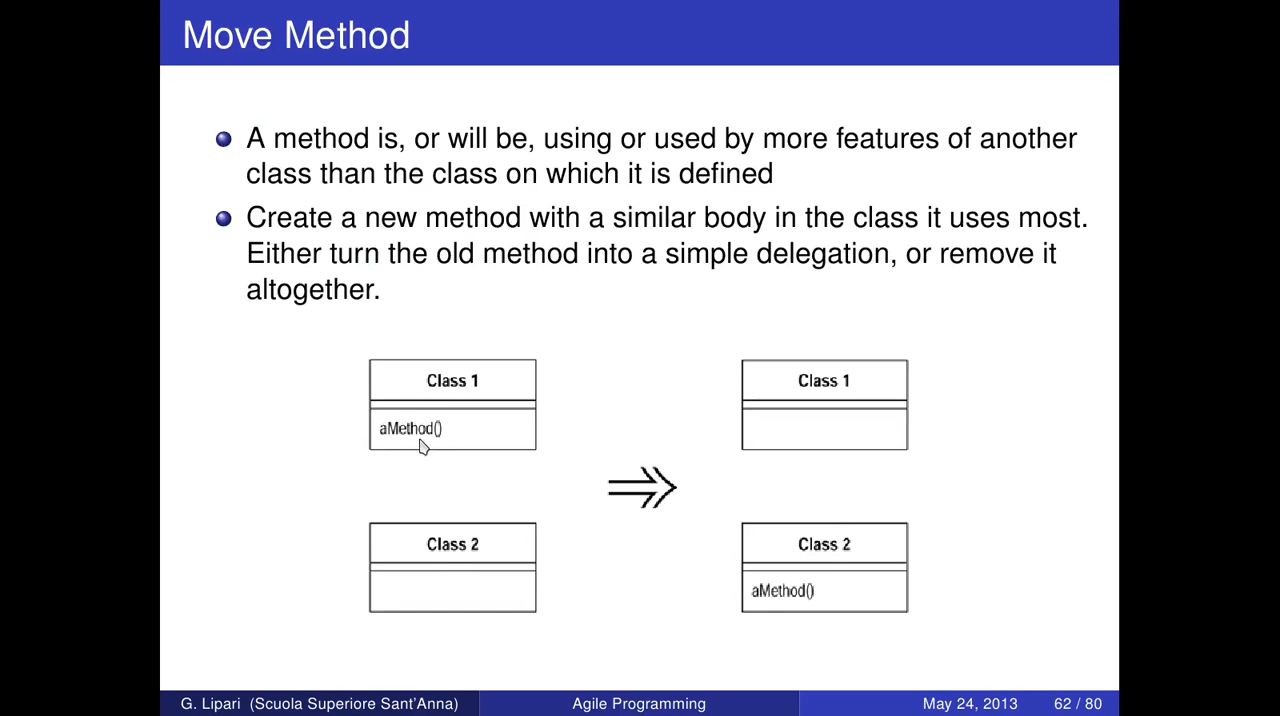 Move Method
A method is, or will be, using or used by more features of another
class than the class on which it is defined
Create a new method with a similar body in the class it uses most.
Either turn the old method into a simple delegation, or remove it
altogether.
Class 1
aMethod()
Class 2
Class 1
Class 2
aMethod()
G. Lipari (Scuola Superiore Sant'Anna)
Agile Programming
May 24, 2013
62 / 80